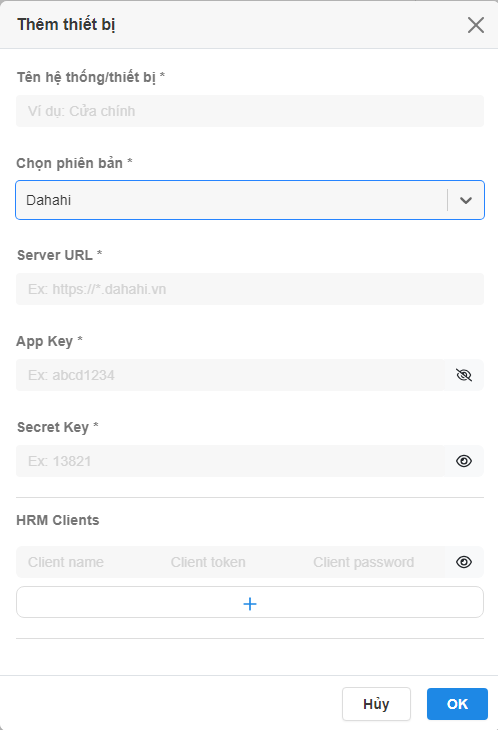 Thêm thiết bị
Tên hệ thống/thiết bị *
Ví dụ: Cửa chính
Chọn phiên bản *
Dahahi
Server URL *
Ex: https://*.dahahi.vn
App Key *
Ex: abcd1234
Secret Key *
Ex: 13821
HRM Clients
Client name Client token Client password
+
Hủy OK